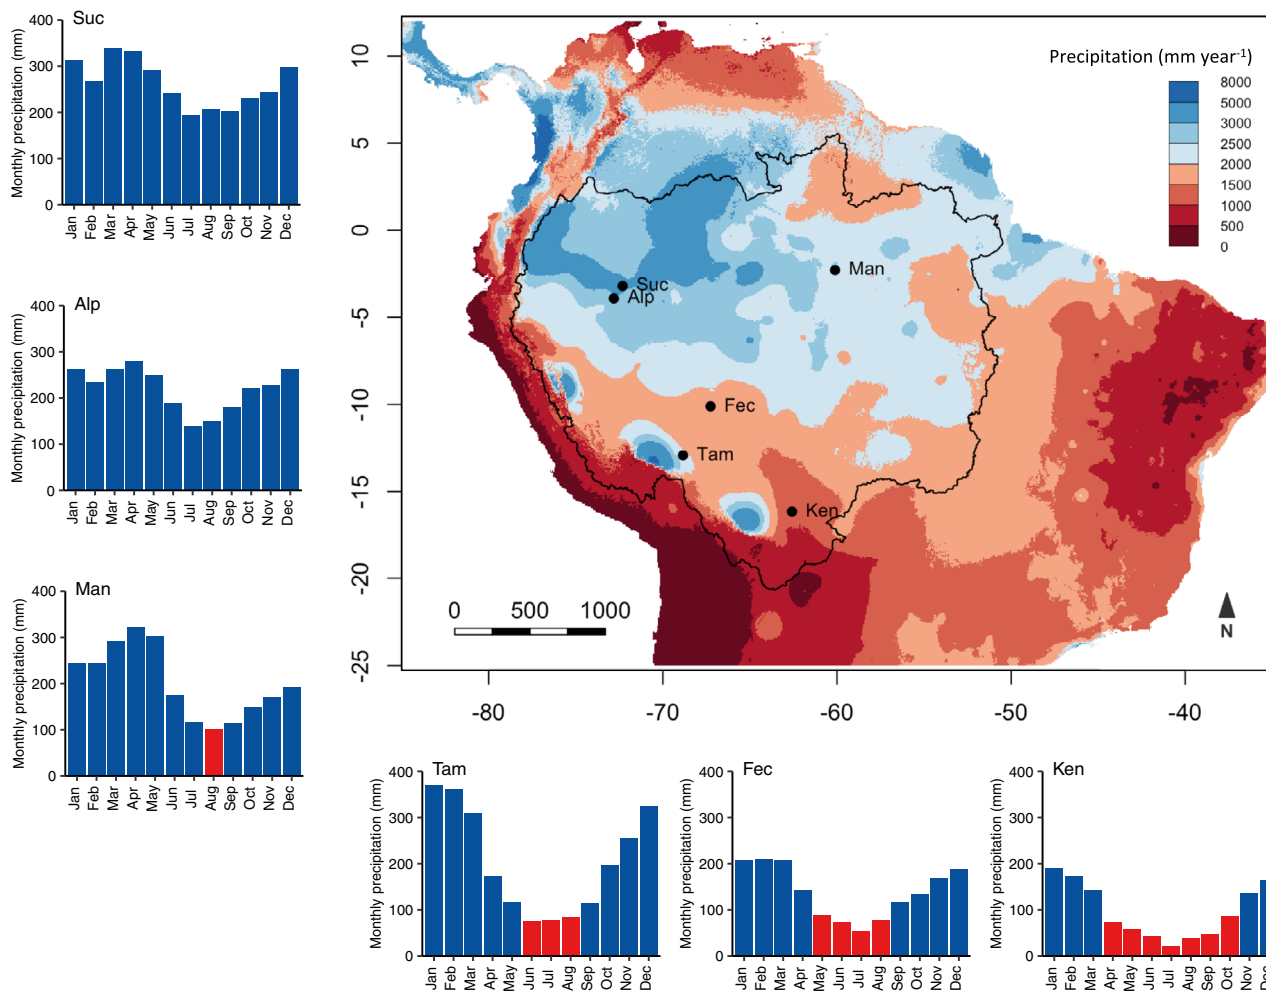 Suc
Monthly precipitation (mm)
400
300
200
100
0
Jan Feb Mar Apr May Jun Jul Aug Sep Oct Nov Dec
Alp
Monthly precipitation (mm)
400
300
200
100
0
Jan Feb Mar Apr May Jun Jul Aug Sep Oct Nov Dec
Man
Monthly precipitation (mm)
400
300
200
100
0
Jan Feb Mar Apr May Jun Jul Aug Sep Oct Nov Dec
Precipitation (mm year-1)
8000
5000
3000
2500
2000
1500
500
0
10
5
0
-5
-10
-15
-20
-25
Man
Suc
Alp
Fec
Tam
Ken
0 500 1000
N
-80 -70 -60 -50 -40
Tam
Monthly precipitation (mm)
400
300
200
100
0
Jan Feb Mar Apr May Jun Jul Aug Sep Oct Nov Dec
Fec
Monthly precipitation (mm)
400
300
200
100
0
Jan Feb Mar Apr May Jun Jul Aug Sep Oct Nov Dec
Ken
Monthly precipitation (mm)
400
300
200
100
0
Jan Feb Mar Apr May Jun Jul Aug Sep Oct Nov Dec